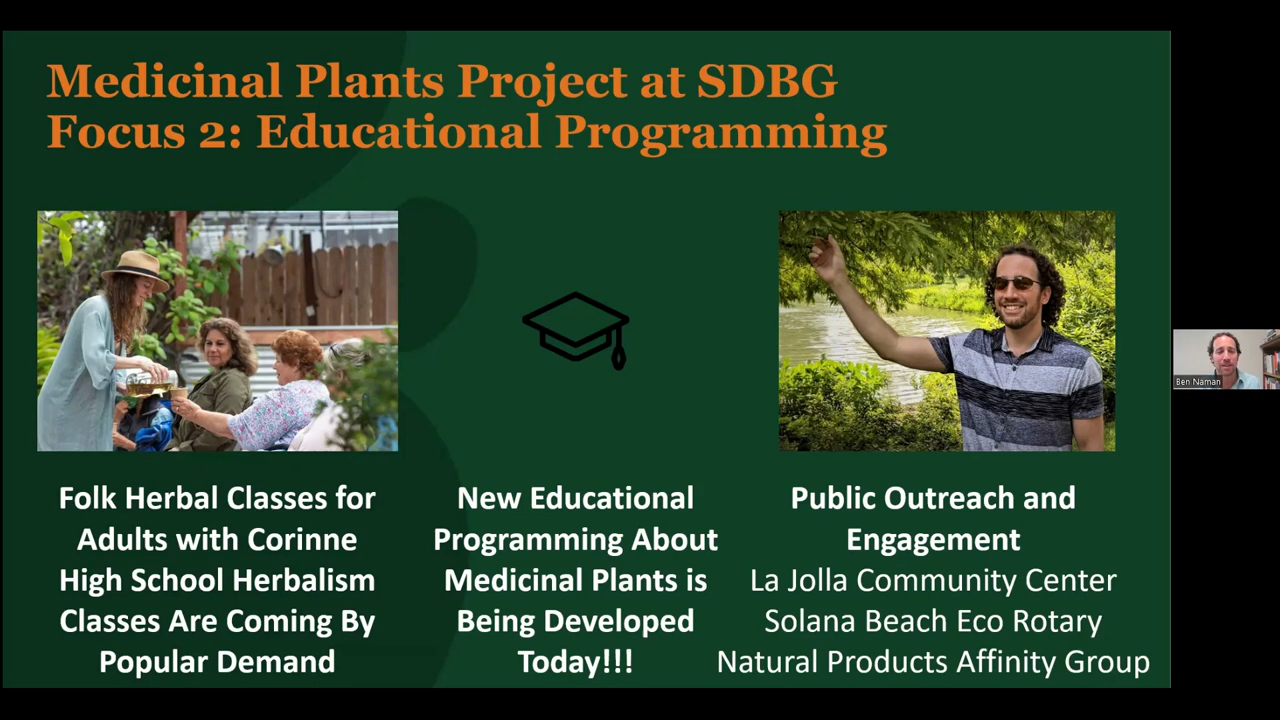 Medicinal Plants Project at SDBG
Focus 2: Educational Programming
Folk Herbal Classes for
Adults with Corinne
High School Herbalism
Classes Are Coming By
Popular Demand
New Educational
Programming About
Medicinal Plants is
Being Developed
Today!!!
Public Outreach and
Engagement
La Jolla Community Center
Solana Beach Eco Rotary
Natural Products Affinity Group
Ben Naman